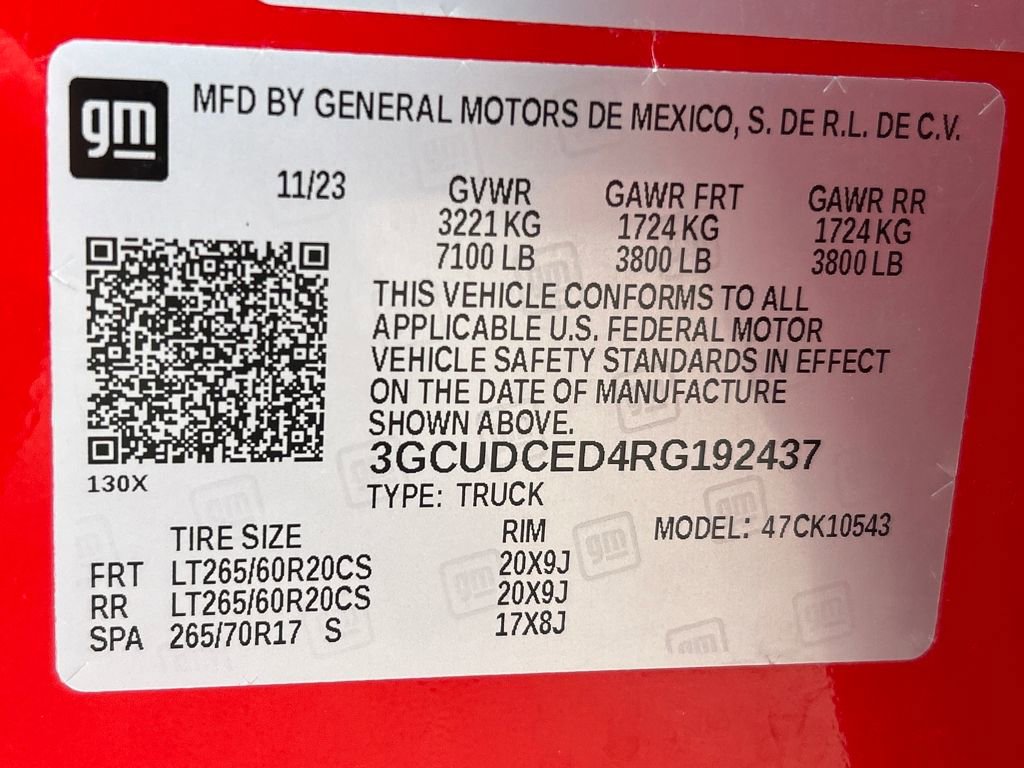 gm
MFD BY GENERAL MOTORS DE MEXICO, S. DE R.L. DE C.V.
11/23 GVWR GAWR FRT GAWR RR
3221 KG 1724 KG 1724 KG
7100 LB 3800 LB 3800 LB
THIS VEHICLE CONFORMS TO ALL
APPLICABLE U.S. FEDERAL MOTOR
VEHICLE SAFETY STANDARDS IN EFFECT
ON THE DATE OF MANUFACTURE
SHOWN ABOVE.
3GCUDCED4RG192437
130X
TYPE: TRUCK
TIRE SIZE RIM MODEL: 47CK10543
FRT LT265/60R20CS 20X9J
RR LT265/60R20CS 20X9J
SPA 265/70R17 S 17X8J